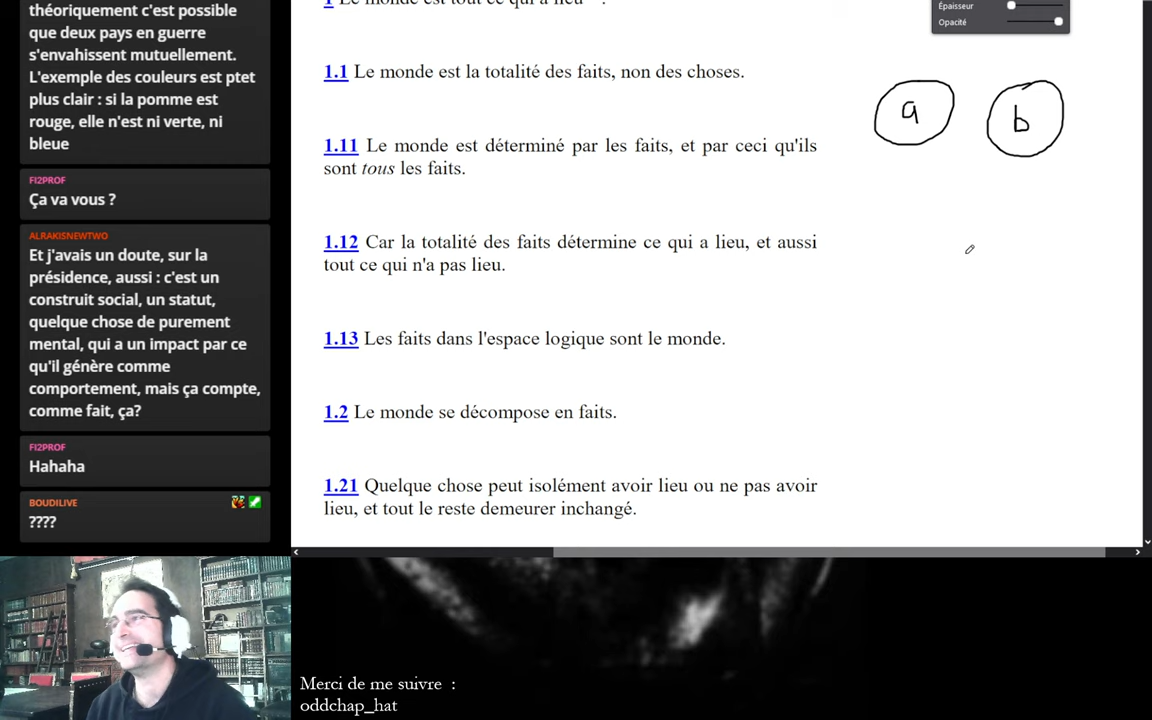 théoriquement c'est possible
que deux pays en guerre
s'envahissent mutuellement.
L'exemple des couleurs est ptet
plus clair : si la pomme est
rouge, elle n'est ni verte, ni
bleue
FI2PROF
Ça va vous ?
ALRAKISNEWTWO
Et j'avais un doute, sur la
présidence, aussi : c'est un
construit social, un statut,
quelque chose de purement
mental, qui a un impact par ce
qu'il génère comme
comportement, mais ça compte,
comme fait, ça?
FI2PROF
Hahaha
BOUDILIVE
????
1 Le monde est tout ce qui a lieu
1.1 Le monde est la totalité des faits, non des choses.
1.11 Le monde est déterminé par les faits, et par ceci qu'ils
sont tous les faits.
1.12 Car la totalité des faits détermine ce qui a lieu, et aussi
tout ce qui n'a pas lieu.
1.13 Les faits dans l'espace logique sont le monde.
1.2 Le monde se décompose en faits.
1.21 Quelque chose peut isolément avoir lieu ou ne pas avoir
lieu, et tout le reste demeurer inchangé.
Épaisseur
Opacité
a b
Merci de me suivre :
oddchap_hat